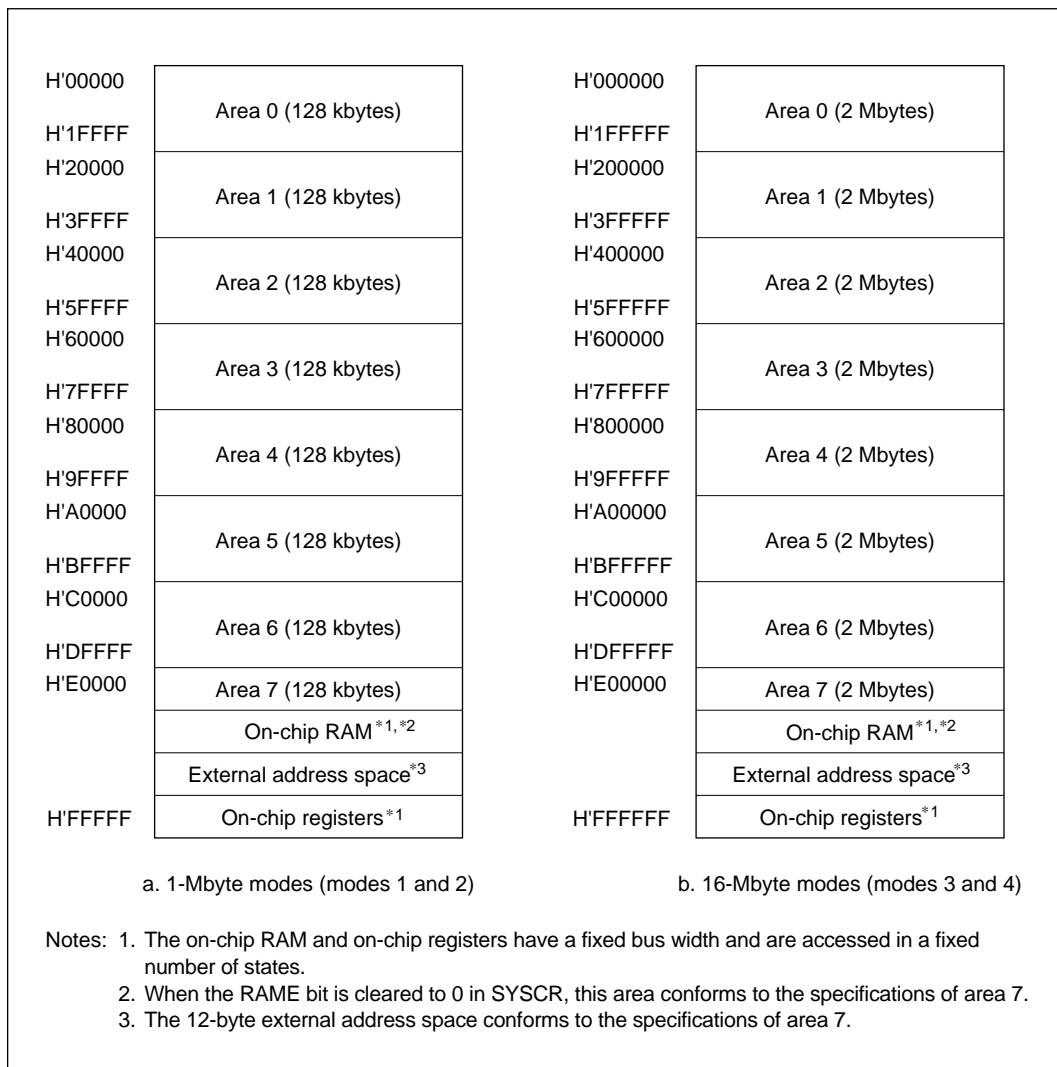 H'00000
Area 0 (128 kbytes)
H'1FFFF
H'20000
Area 1 (128 kbytes)
H'3FFFF
H'40000
Area 2 (128 kbytes)
H'5FFFF
H'60000
Area 3 (128 kbytes)
H'7FFFF
H'80000
Area 4 (128 kbytes)
H'9FFFF
H'A0000
Area 5 (128 kbytes)
H'BFFFF
H'C0000
Area 6 (128 kbytes)
H'DFFFF
H'E0000
Area 7 (128 kbytes)
On-chip RAM*1,*2
External address space*3
H'FFFFF
On-chip registers*1
a. 1-Mbyte modes (modes 1 and 2)
H'000000
Area 0 (2 Mbytes)
H'1FFFFF
H'200000
Area 1 (2 Mbytes)
H'3FFFFF
H'400000
Area 2 (2 Mbytes)
H'5FFFFF
H'600000
Area 3 (2 Mbytes)
H'7FFFFF
H'800000
Area 4 (2 Mbytes)
H'9FFFFF
H'A00000
Area 5 (2 Mbytes)
H'BFFFFF
H'C00000
Area 6 (2 Mbytes)
H'DFFFFF
H'E00000
Area 7 (2 Mbytes)
On-chip RAM*1,*2
External address space*3
H'FFFFFF
On-chip registers*1
b. 16-Mbyte modes (modes 3 and 4)
Notes: 1. The on-chip RAM and on-chip registers have a fixed bus width and are accessed in a fixed
number of states.
2. When the RAME bit is cleared to 0 in SYSCR, this area conforms to the specifications of area 7.
3. The 12-byte external address space conforms to the specifications of area 7.